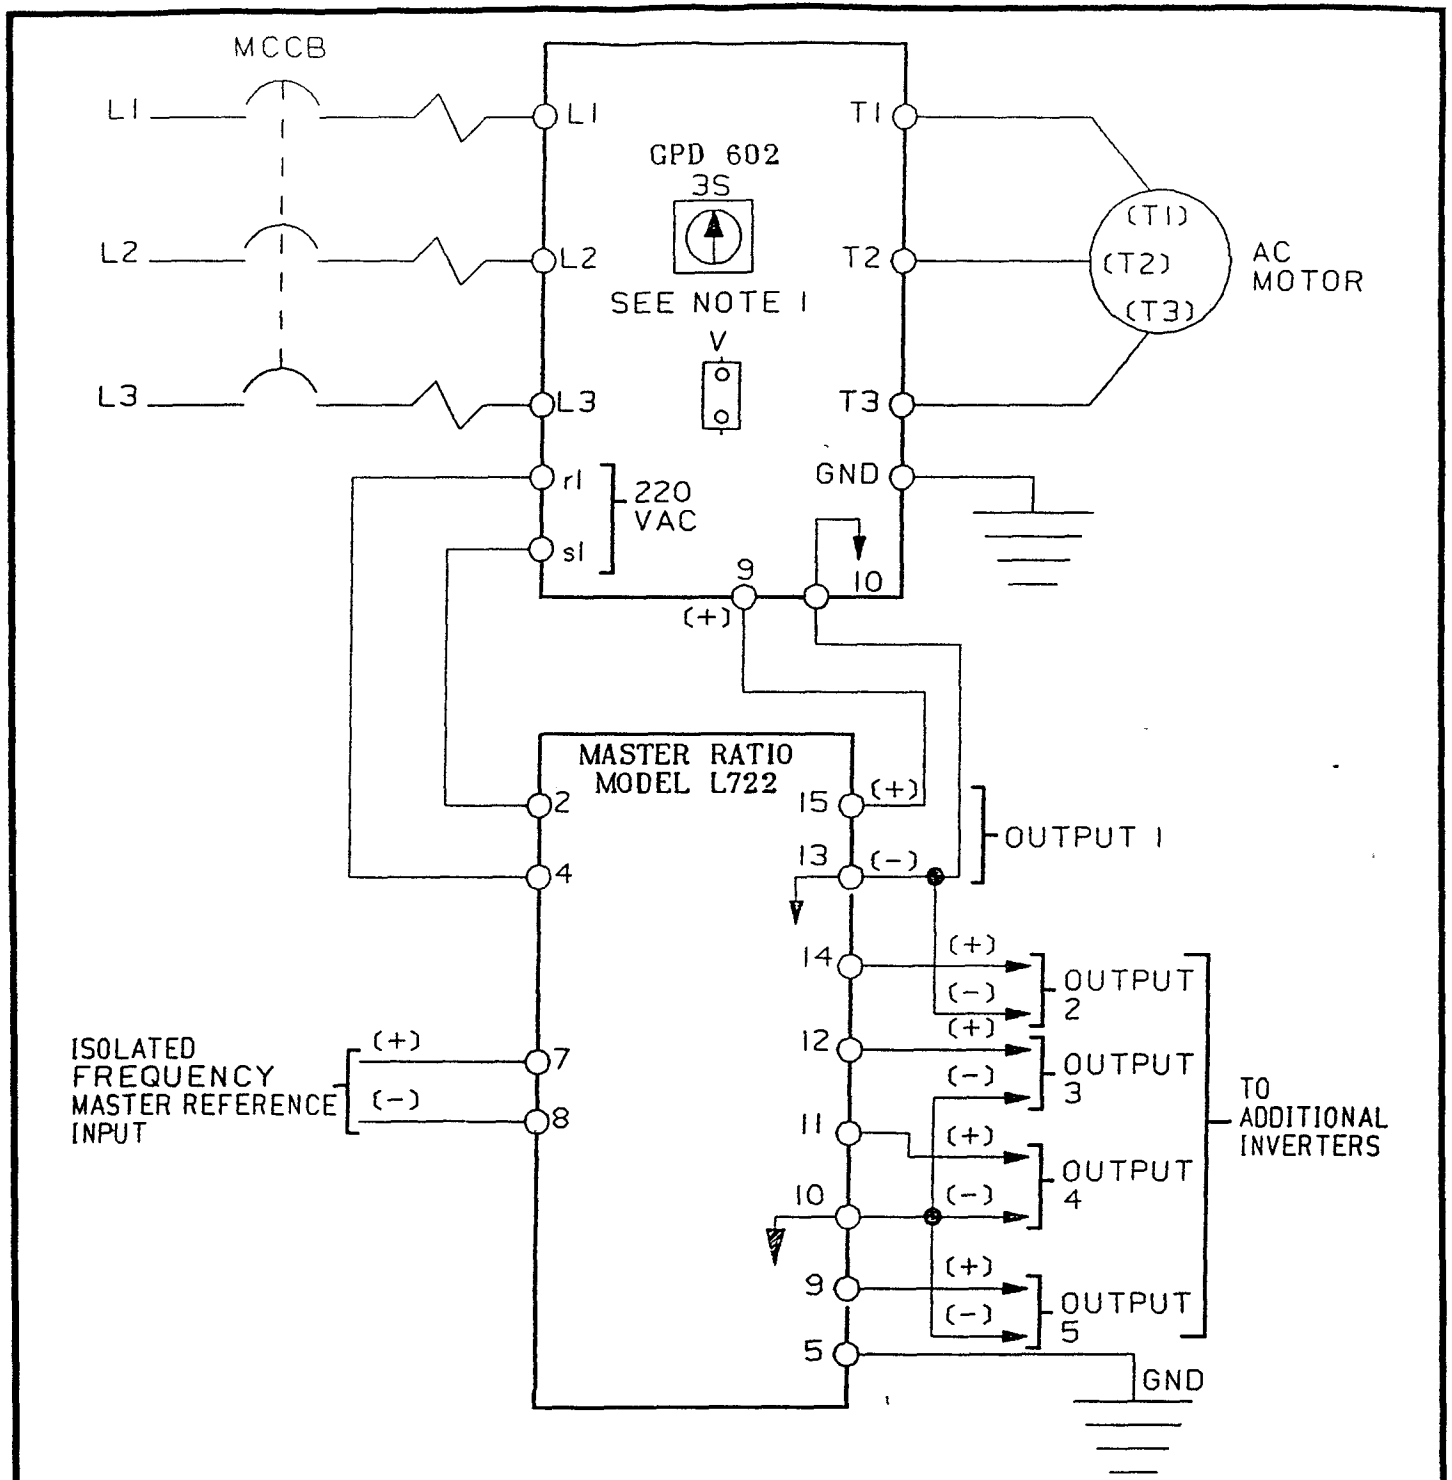 MCCB
L1
L1
T1
GPD 602
3S
(T1)
L2
L2
T2
(T2)
AC
MOTOR
SEE NOTE 1
(T3)
V
L3
L3
T3
r1
220
VAC
GND
s1
9
10
(+)
MASTER RATIO
MODEL L722
2
15
(+)
OUTPUT 1
4
13
(-)
14
(+)
OUTPUT
2
(-)
12
(+)
OUTPUT
3
(-)
ISOLATED
FREQUENCY
MASTER REFERENCE
INPUT
(+)
7
(-)
8
TO
ADDITIONAL
INVERTERS
11
(+)
OUTPUT
4
10
(-)
9
(+)
OUTPUT
5
(-)
5
GND